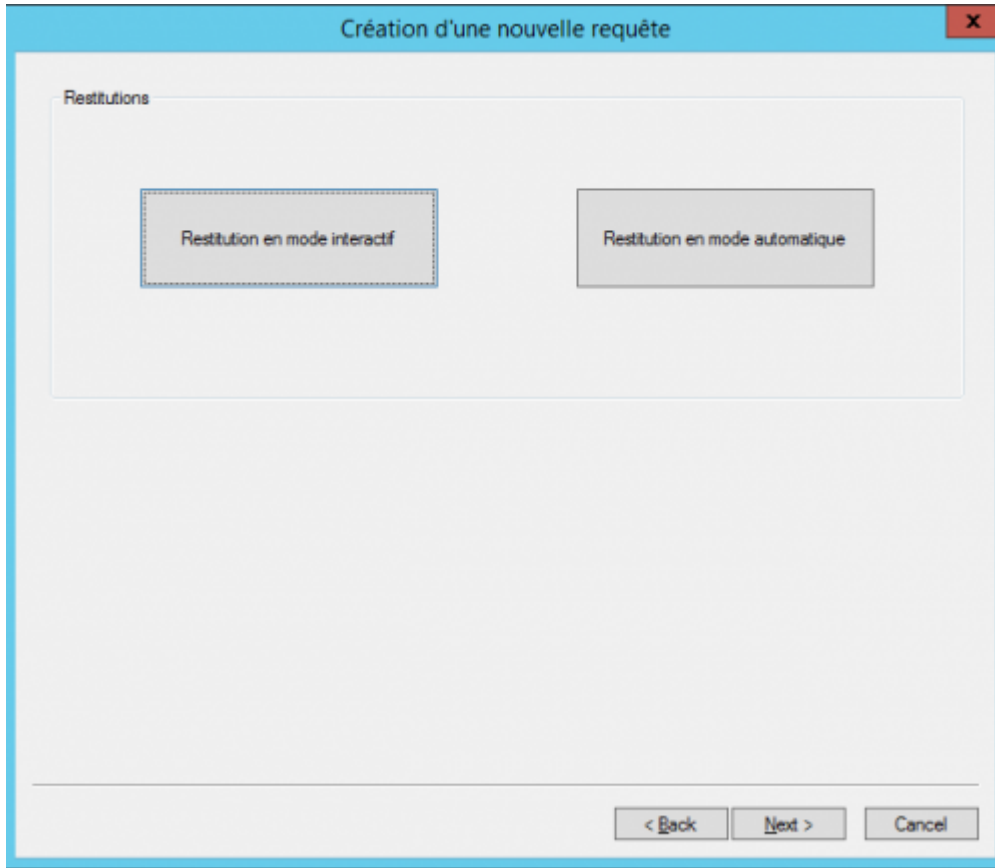 Création d'une nouvelle requête
x
Restitutions
Restitution en mode interactif
Restitution en mode automatique
< Back
Next >
Cancel